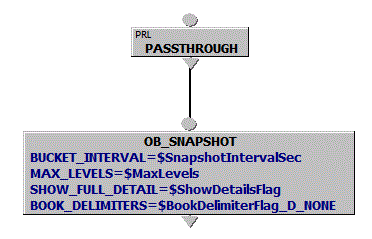 PRL
PASSTHROUGH
OB_SNAPSHOT
BUCKET_INTERVAL=$SnapshotIntervalSec
MAX_LEVELS=$MaxLevels
SHOW_FULL_DETAIL=$ShowDetailsFlag
BOOK_DELIMITERS=$BookDelimiterFlag_D_NONE